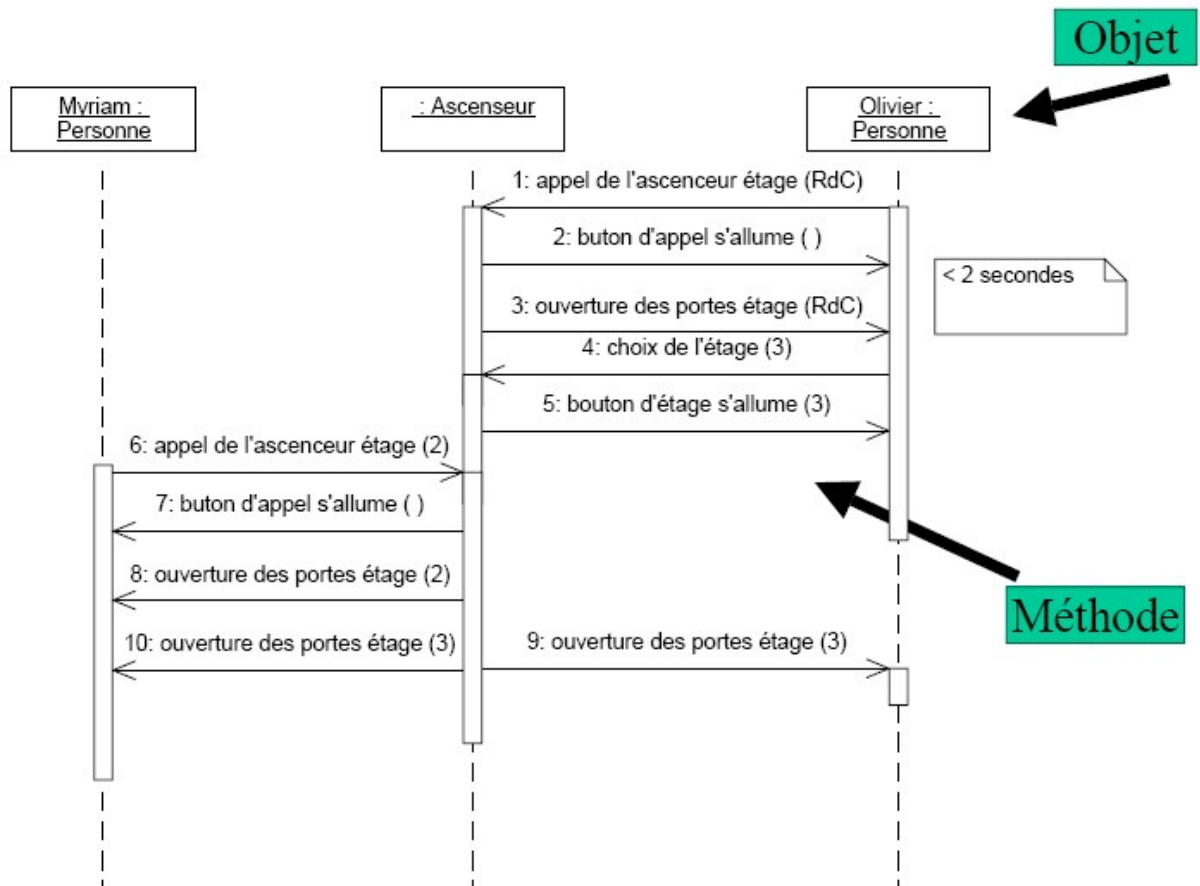 Objet
Myriam :
Personne
: Ascenseur
Olivier :
Personne
1: appel de l'ascenceur étage (RdC)
2: buton d'appel s'allume ( )
< 2 secondes
3: ouverture des portes étage (RdC)
4: choix de l'étage (3)
5: bouton d'étage s'allume (3)
6: appel de l'ascenceur étage (2)
7: buton d'appel s'allume ( )
8: ouverture des portes étage (2)
Méthode
10: ouverture des portes étage (3)
9: ouverture des portes étage (3)